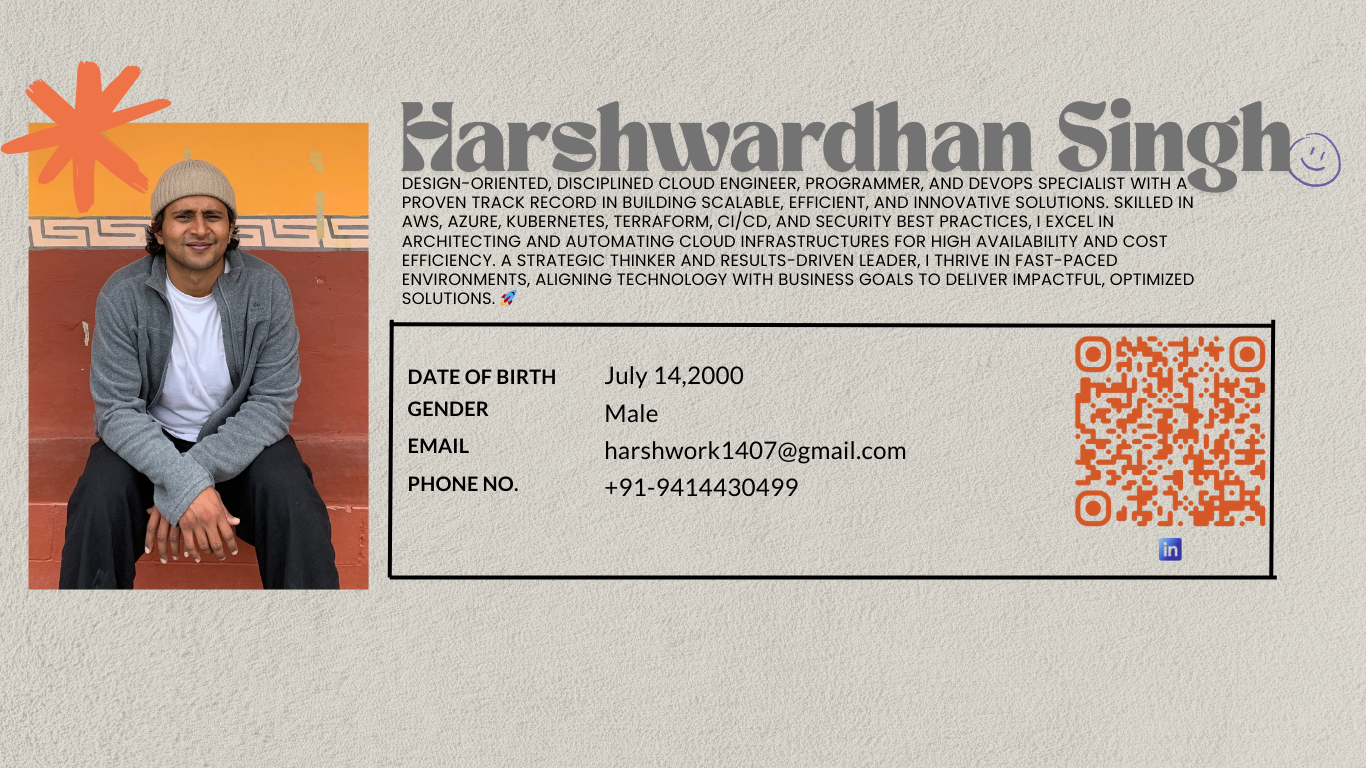 Harshwardhan Singh
DESIGN-ORIENTED, DISCIPLINED CLOUD ENGINEER, PROGRAMMER, AND DEVOPS SPECIALIST WITH A
PROVEN TRACK RECORD IN BUILDING SCALABLE, EFFICIENT, AND INNOVATIVE SOLUTIONS. SKILLED IN
AWS, AZURE, KUBERNETES, TERRAFORM, CI/CD, AND SECURITY BEST PRACTICES, I EXCEL IN
ARCHITECTING AND AUTOMATING CLOUD INFRASTRUCTURES FOR HIGH AVAILABILITY AND COST
EFFICIENCY. A STRATEGIC THINKER AND RESULTS-DRIVEN LEADER, I THRIVE IN FAST-PACED
ENVIRONMENTS, ALIGNING TECHNOLOGY WITH BUSINESS GOALS TO DELIVER IMPACTFUL, OPTIMIZED
SOLUTIONS. 🚀
DATE OF BIRTH July 14,2000
GENDER Male
EMAIL harshwork1407@gmail.com
PHONE NO. +91-9414430499
in